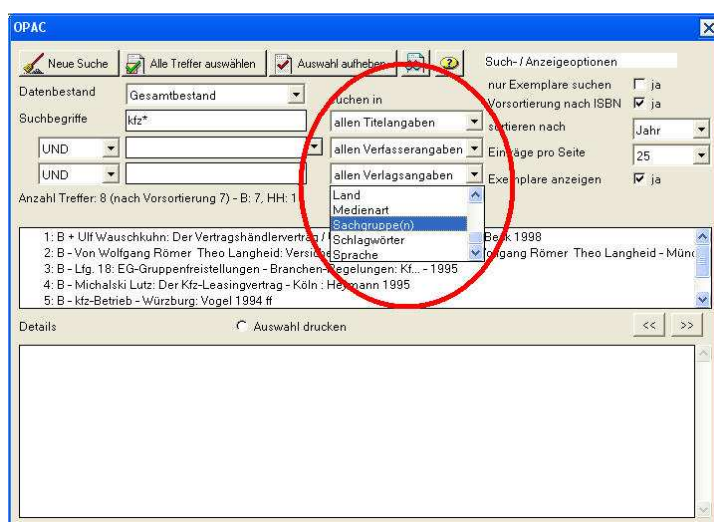 OPAC
Neue Suche Alle Treffer auswählen Auswahl aufheben Such- / Anzeigeoptionen
Datenbestand Gesamtbestand suchen in nur Exemplare suchen ja
Vorsortierung nach ISBN ja
Suchbegriffe kfz* allen Titelangaben sortieren nach Jahr
UND allen Verfasserangaben Einträge pro Seite 25
UND allen Verlagsangaben Exemplare anzeigen ja
Anzahl Treffer: 8 (nach Vorsortierung 7) - B: 7, HH: 1
Land
Medienart
Sachgruppe(n)
Schlagwörter
Sprache
1: B + Ulf Wauschkuhn: Der Vertragshändlervertrag / Beck 1998
2: B - Von Wolfgang Römer Theo Langheid: Wolfgang Römer Theo Langheid -
3: B - Lfg. 18: EG-Gruppenfreistellungen - Branchen-Regelungen: Kf... - 1995
4: B - Michalski Lutz: Der Kfz-Leasingvertrag - Köln : Heymann 1995
5: B - kfz-Betrieb - Würzburg: Vogel 1994 ff
Details Auswahl drucken << >>